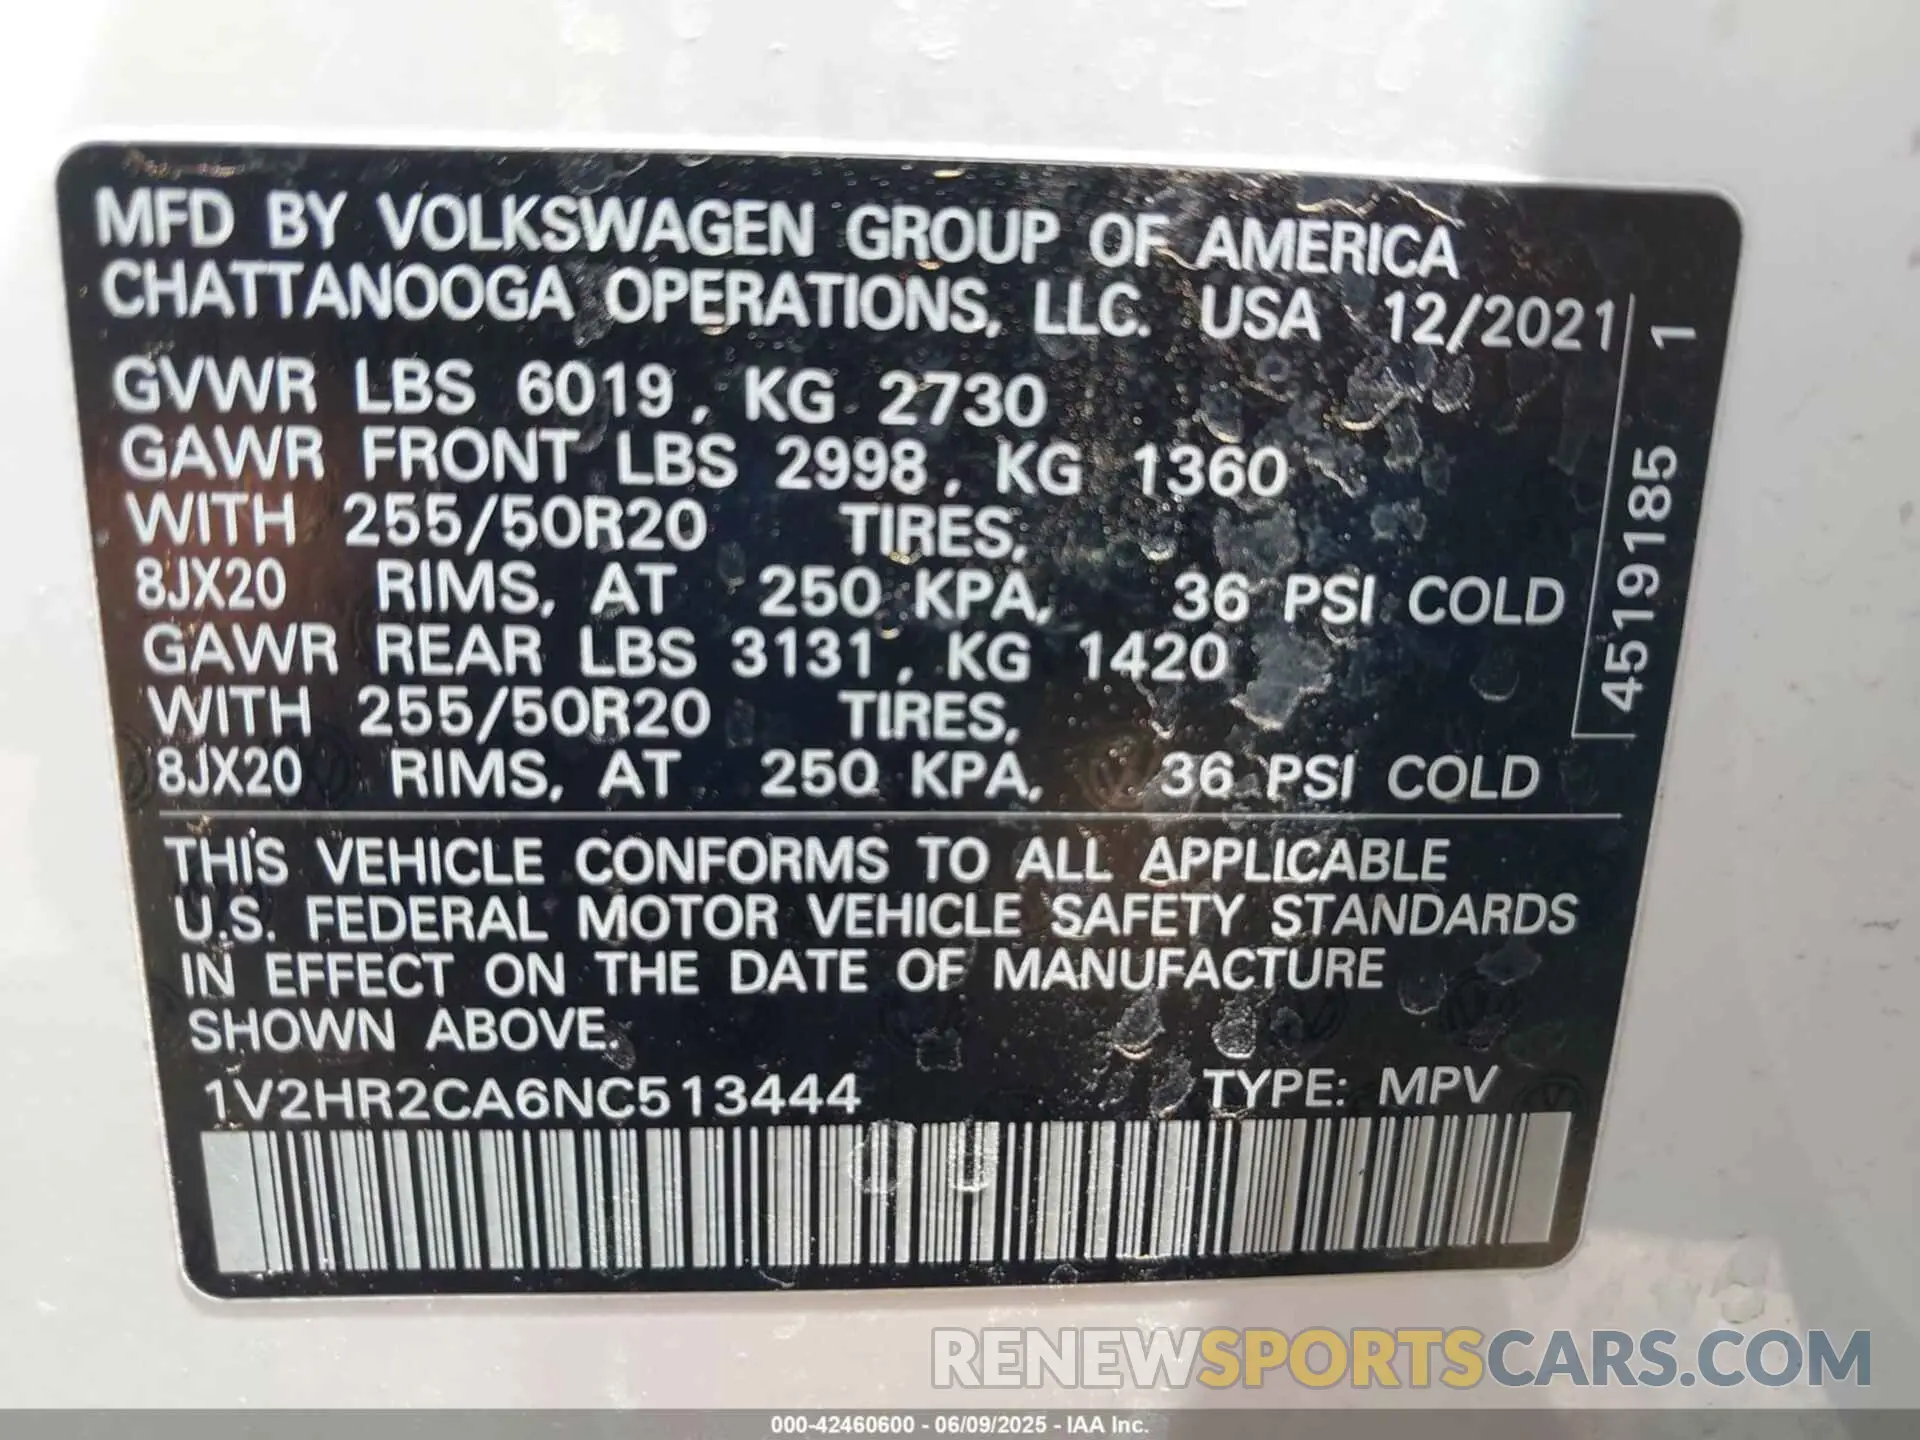 MFD BY VOLKSWAGEN GROUP OF AMERICA
CHATTANOOGA OPERATIONS, LLC. USA 12/2021
GVWR LBS 6019, KG 2730
GAWR FRONT LBS 2998, KG 1360
WITH 255/50R20 TIRES,
8JX20 RIMS, AT 250 KPA, 36 PSI COLD
GAWR REAR LBS 3131, KG 1420
WITH 255/50R20 TIRES,
8JX20 RIMS, AT 250 KPA, 36 PSI COLD
4519185 1
THIS VEHICLE CONFORMS TO ALL APPLICABLE
U.S. FEDERAL MOTOR VEHICLE SAFETY STANDARDS
IN EFFECT ON THE DATE OF MANUFACTURE
SHOWN ABOVE.
1V2HR2CA6NC513444 TYPE: MPV
RENEWSPORTSCARS.COM
000-42460600 - 06/09/2025 - IAA Inc.